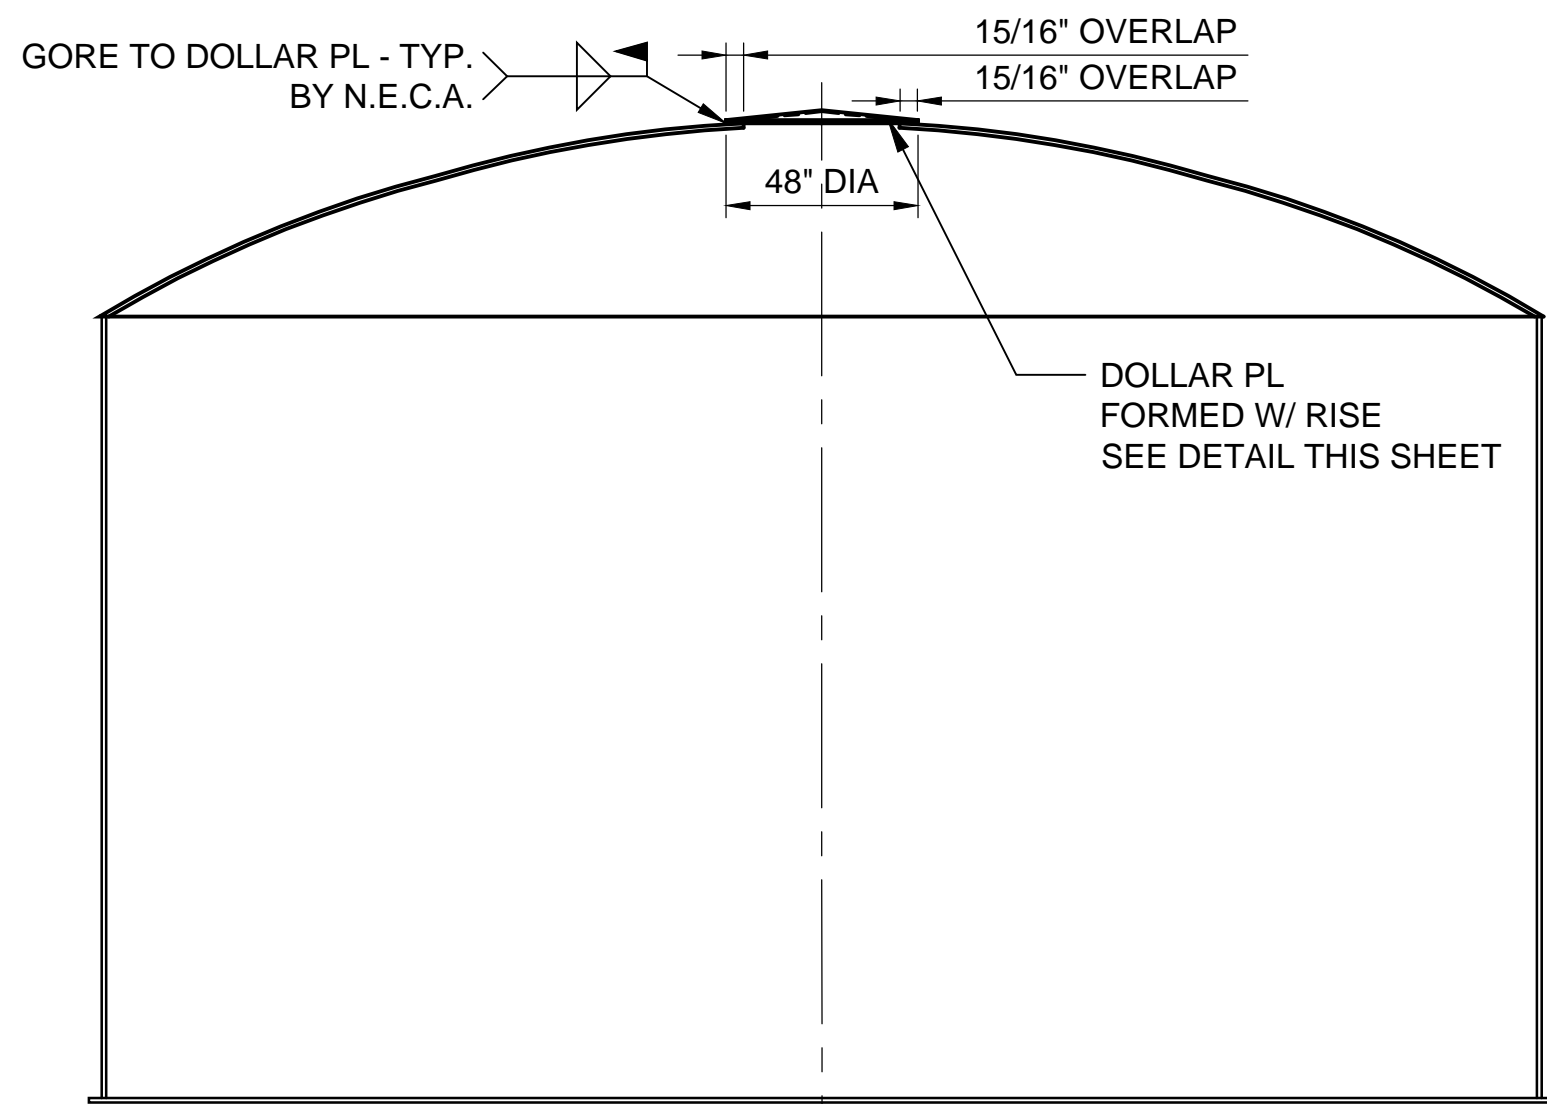 GORE TO DOLLAR PL - TYP.
BY N.E.C.A.
15/16" OVERLAP
15/16" OVERLAP
48" DIA
DOLLAR PL
FORMED W/ RISE
SEE DETAIL THIS SHEET